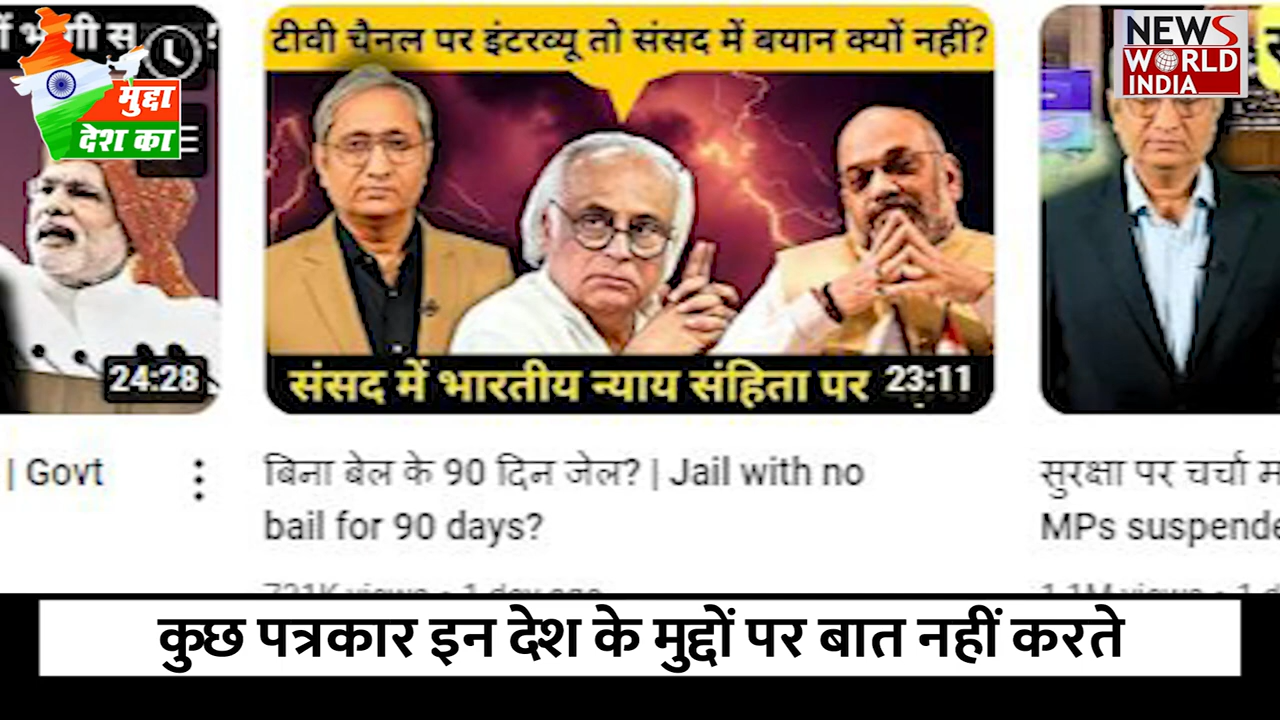 टीवी चैनल पर इंटरव्यू तो संसद में बयान क्यों नहीं?
NEWS
WORLD
INDIA
मुद्दा
देश का
24:28
संसद में भारतीय न्याय संहिता पर
23:11
| Govt
बिना बेल के 90 दिन जेल? | Jail with no
bail for 90 days?
सुरक्षा पर चर्चा
MPs suspende
कुछ पत्रकार इन देश के मुद्दों पर बात नहीं करते